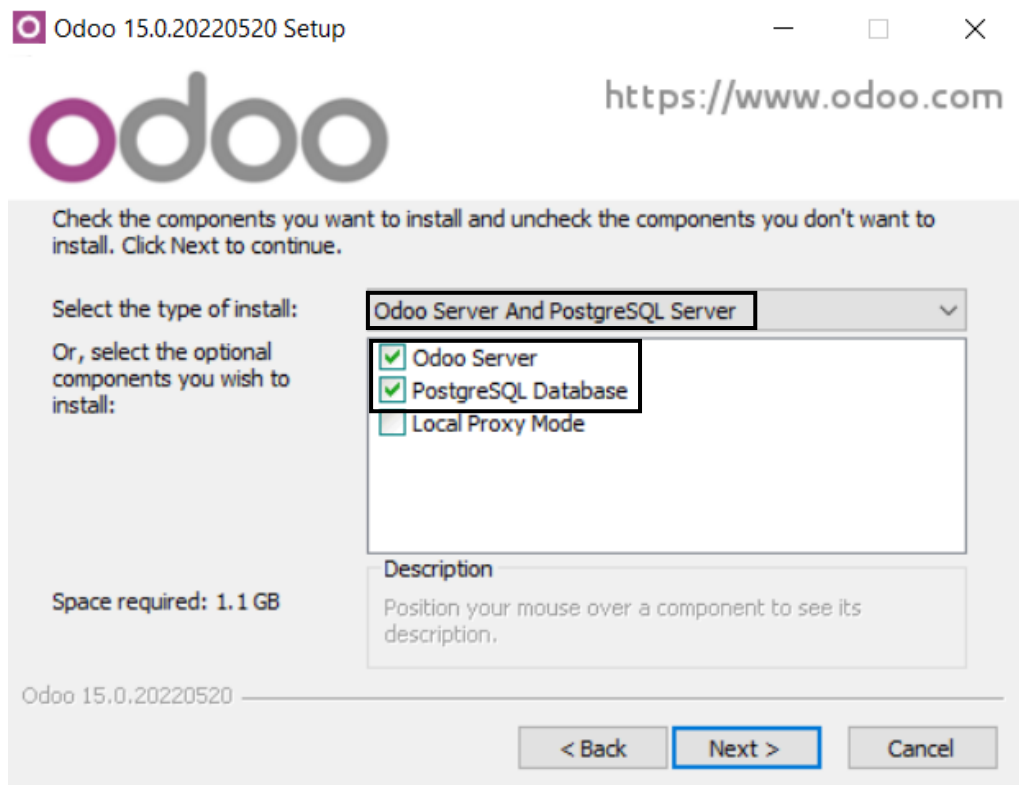 Odoo 15.0.20220520 Setup
odoo
https://www.odoo.com
Check the components you want to install and uncheck the components you don't want to
install. Click Next to continue.
Select the type of install:
Odoo Server And PostgreSQL Server
Or, select the optional
components you wish to
install:
Odoo Server
PostgreSQL Database
Local Proxy Mode
Space required: 1.1 GB
Description
Position your mouse over a component to see its
description.
Odoo 15.0.20220520
< Back
Next >
Cancel